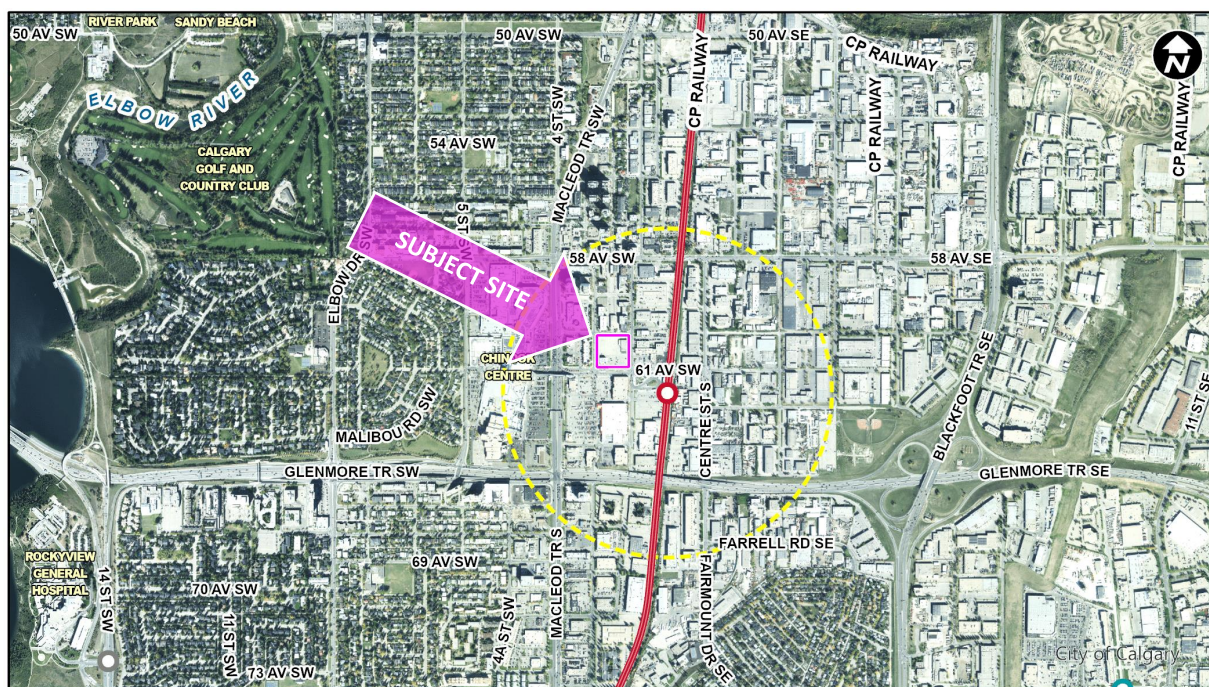 RIVER PARK
SANDY BEACH
50 AV SW
50 AV SW
50 AV SE
CP RAILWAY
N
ELBOW RIVER
CP RAILWAY
CP RAILWAY
CP RAILWAY
4 ST SW
MACLEOD TR SW
54 AV SW
CALGARY
GOLF AND
COUNTRY CLUB
5 ST SW
ELBOW DR SW
SUBJECT SITE
58 AV SW
58 AV SE
CHINOOK
CENTRE
61 AV SW
CENTRE ST S
BLACKFOOT TR SE
11 ST SE
MALIBOU RD SW
GLENMORE TR SW
GLENMORE TR SE
ROCKYVIEW
GENERAL
HOSPITAL
14 ST SW
70 AV SW
11 ST SW
73 AV SW
69 AV SW
4A ST SW
MACLEOD TR S
FARRELL RD SE
FAIRMOUNT DR SE
City of Calgary